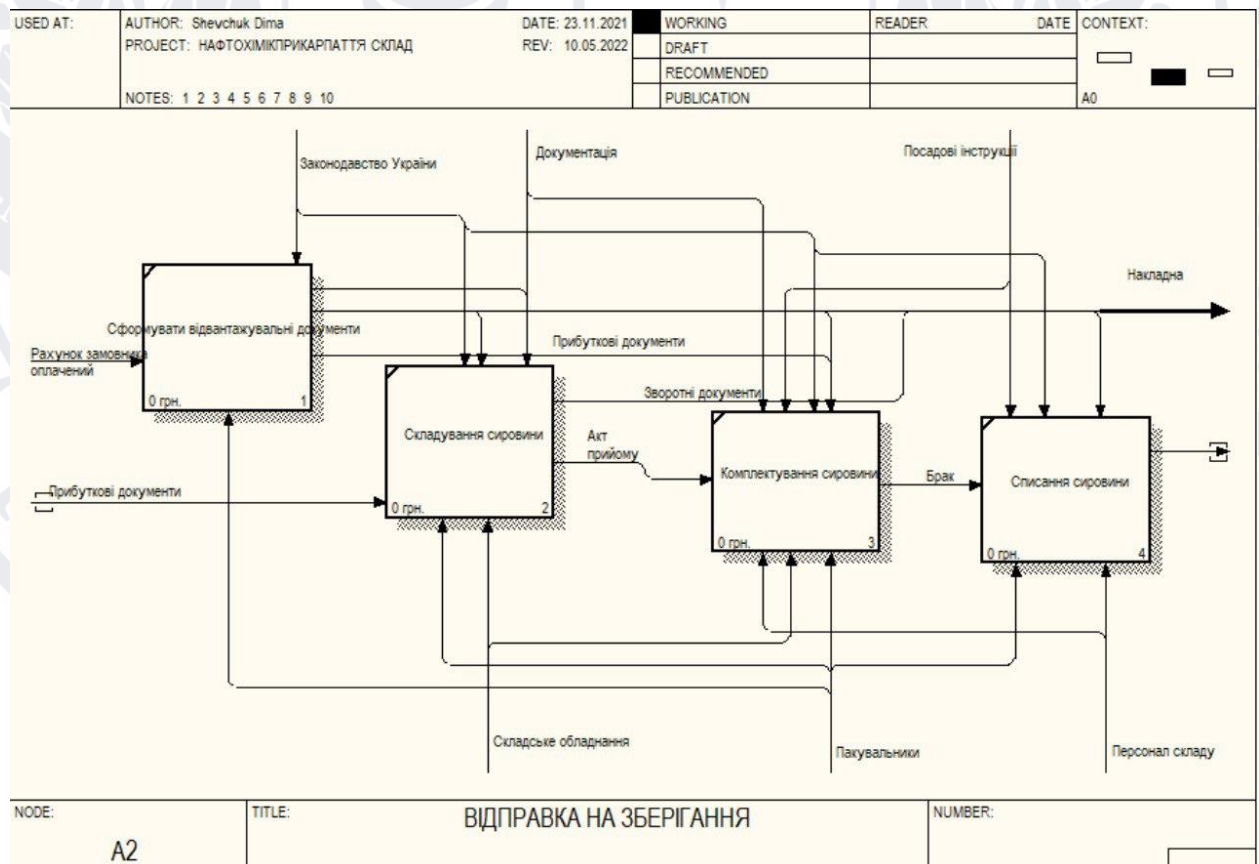 USED AT:
AUTHOR: Shevchuk Dima
DATE: 23.11.2021
WORKING
READER
DATE
CONTEXT:
PROJECT: НАФТОХІМІКПРИКАРПАТТЯ СКЛАД
REV: 10.05.2022
DRAFT
RECOMMENDED
NOTES: 1 2 3 4 5 6 7 8 9 10
PUBLICATION
A0
Законодавство України
Документація
Посадові інструкції
Накладна
Сформувати відвантажувальні документи
0 грн.
1
Рахунок замовника
оплачений
Прибуткові документи
Зворотні документи
Складування сировини
0 грн.
2
Акт
прийому
Комплектування сировини
0 грн.
3
Брак
Списання сировини
0 грн.
4
Прибуткові документи
Складське обладнання
Пакувальники
Персонал складу
NODE:
A2
TITLE:
ВІДПРАВКА НА ЗБЕРІГАННЯ
NUMBER: